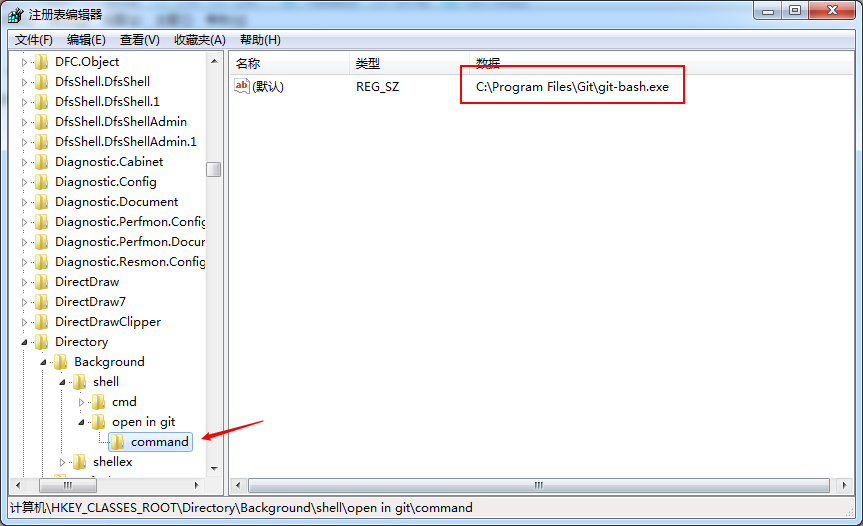 注册表编辑器
文件(F) 编辑(E) 查看(V) 收藏夹(A) 帮助(H)
DFC.Object
DfsShell.DfsShell
DfsShell.DfsShell.1
DfsShell.DfsShellAdmin
DfsShell.DfsShellAdmin.1
Diagnostic.Cabinet
Diagnostic.Config
Diagnostic.Document
Diagnostic.Perfmon.Config
Diagnostic.Perfmon.Docur
Diagnostic.Resmon.Config
DirectDraw
DirectDraw7
DirectDrawClipper
Directory
Background
shell
cmd
open in git
command
shellex
名称 类型 数据
ab (默认) REG_SZ C:\Program Files\Git\git-bash.exe
计算机\HKEY_CLASSES_ROOT\Directory\Background\shell\open in git\command